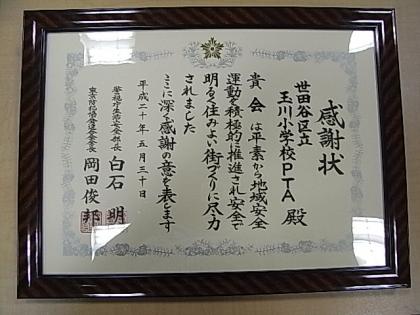 感謝状
世田谷区立
玉川小学校PTA 殿
貴会は平素から地域安全
運動を積極的に推進され安全で
明るく住みよい街づくりに尽力
されました
ここに深く感謝の意を表します
平成二十年五月三十日
警視庁生活安全部長 白石 明
東京防犯協会連合会会長 岡田俊邦